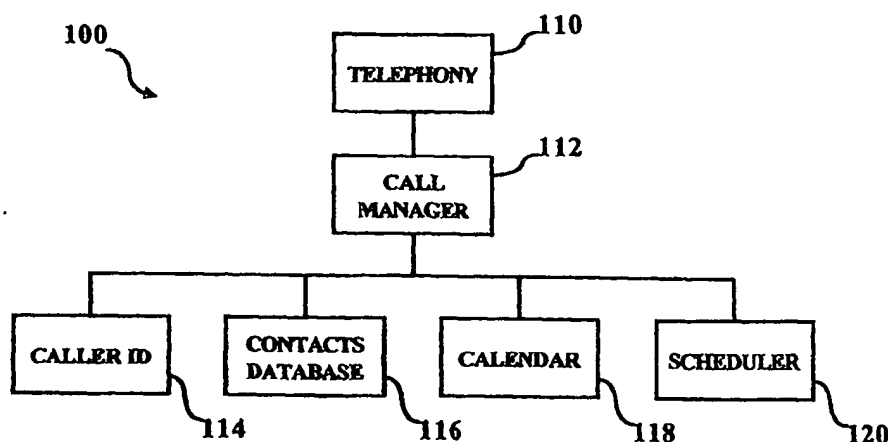 100
110
TELEPHONY
112
CALL
MANAGER
CALLER ID
CONTACTS
DATABASE
CALENDAR
SCHEDULER
114
116
118
120